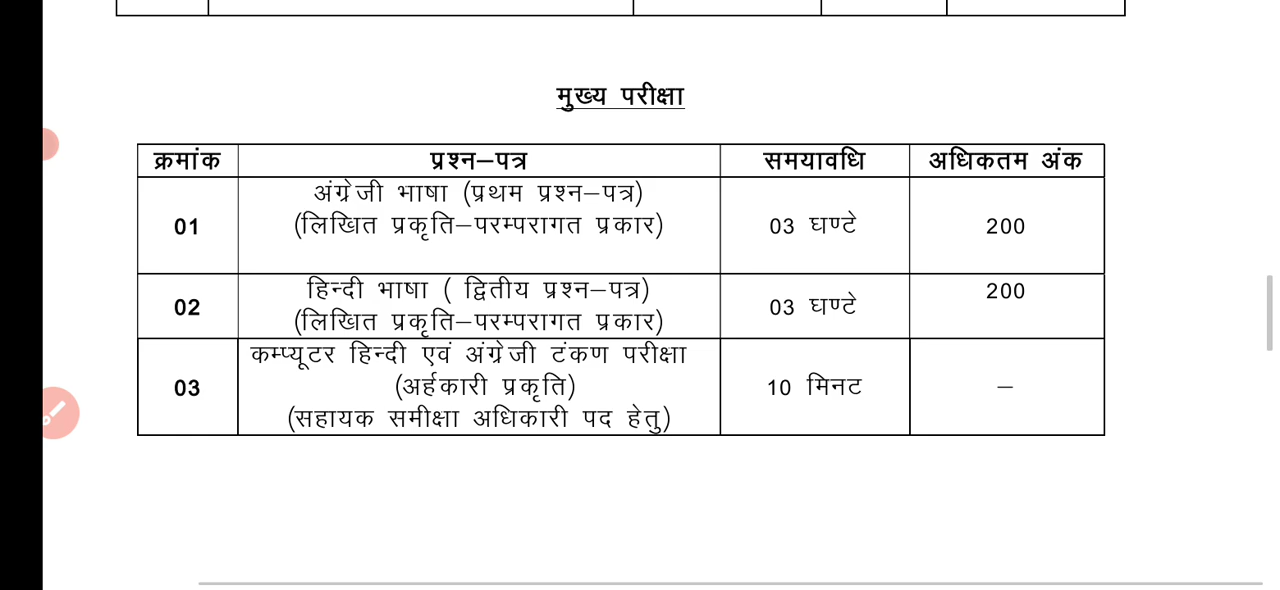 मुख्य परीक्षा
क्रमांक प्रश्न–पत्र समयावधि अधिकतम अंक
01 अंग्रेजी भाषा (प्रथम प्रश्न–पत्र) 03 घण्टे 200
(लिखित प्रकृति–परम्परागत प्रकार)
02 हिन्दी भाषा ( द्वितीय प्रश्न–पत्र) 03 घण्टे 200
(लिखित प्रकृति–परम्परागत प्रकार)
03 कम्प्यूटर हिन्दी एवं अंग्रेजी टंकण परीक्षा 10 मिनट –
(अर्हकारी प्रकृति)
(सहायक समीक्षा अधिकारी पद हेतु)